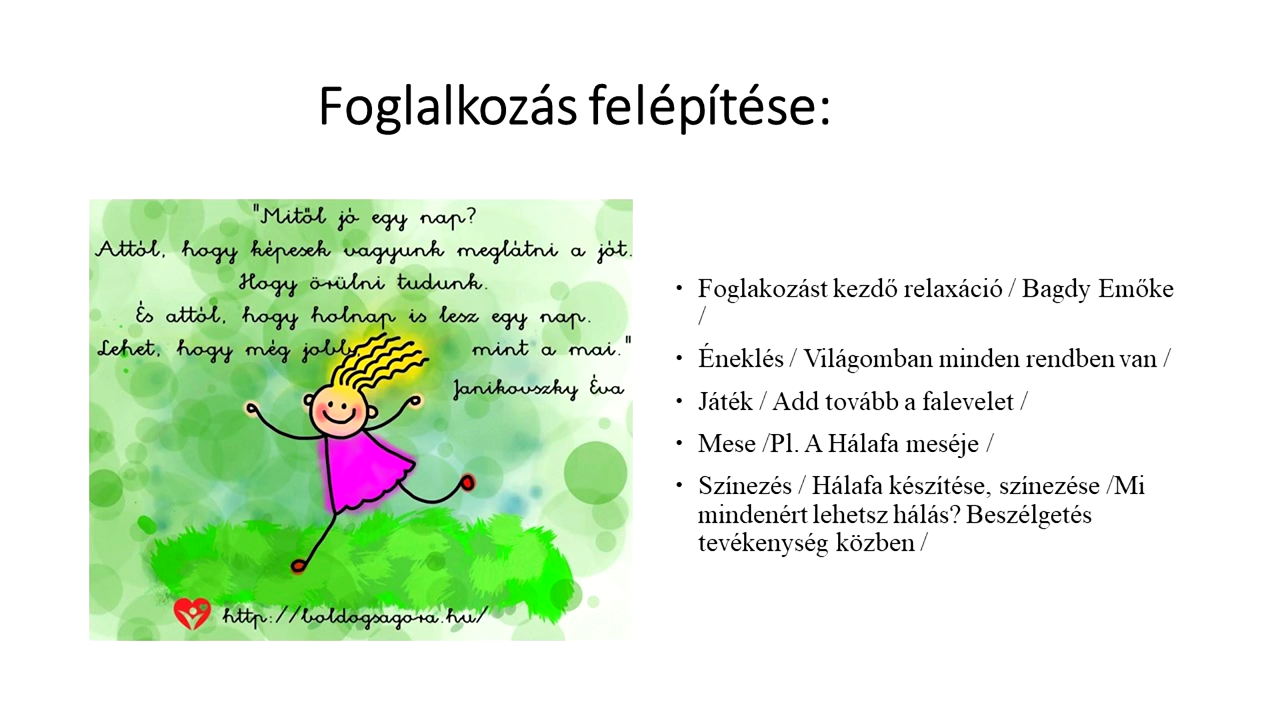 Foglalkozás felépítése:
"Mitől jó egy nap?
Attól, hogy képesek vagyunk meglátni a jót.
Hogy örülni tudunk.
És attól, hogy holnap is lesz egy nap.
Lehet, hogy még jobb, mint a mai."
Janikovszky Éva
http://boldogsagora.hu/
• Foglakozást kezdő relaxáció / Bagdy Emőke
/
• Éneklés / Világomban minden rendben van /
• Játék / Add tovább a falevelet /
• Mese /Pl. A Hálafa meséje /
• Színezés / Hálafa készítése, színezése /Mi
mindenért lehetsz hálás? Beszélgetés
tevékenység közben /